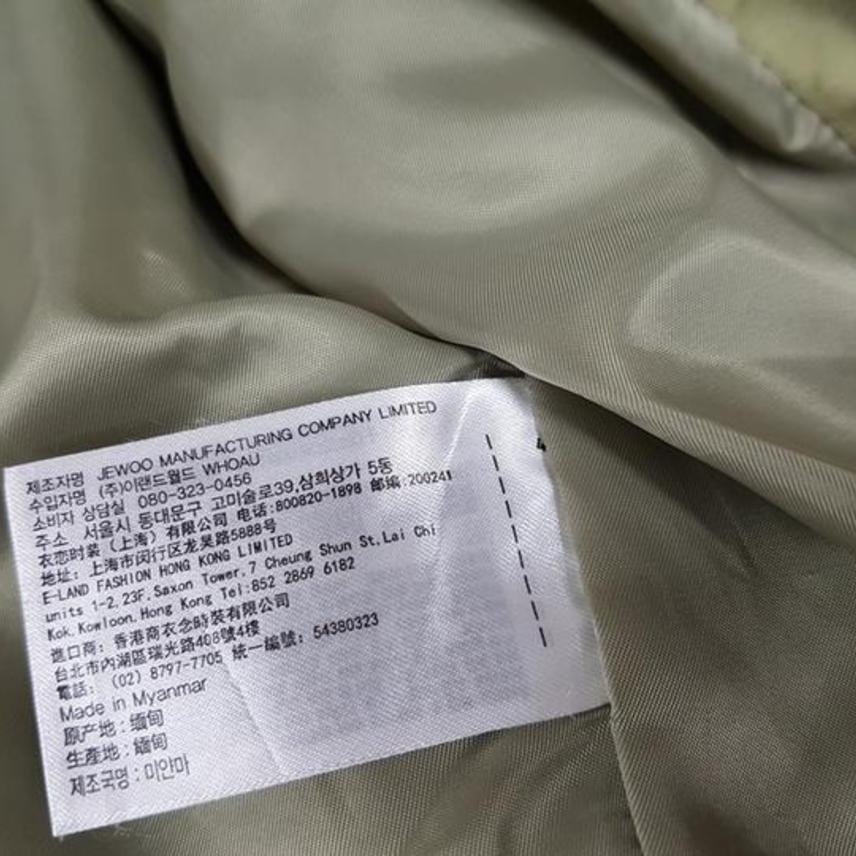 제조자명 JEWOO MANUFACTURING COMPANY LIMITED
수입자명 (주)이랜드월드 WHOAU
소비자 상담실 080-323-0456
주소 서울시 동대문구 고미술로39,삼희상가 5동
衣恋时装（上海）有限公司 电话:800820-1898 邮编:200241
地址: 上海市闵行区龙吴路5888号
E-LAND FASHION HONG KONG LIMITED
units 1-2,23F,Saxon Tower,7 Cheung Shun St,Lai Chi
Kok,Kowloon,Hong Kong Tel:852 2869 6182
進口商: 香港商衣念時裝有限公司
台北市內湖區瑞光路408號4樓
電話: (02) 8797-7705 統一編號: 54380323
Made in Myanmar
原产地:缅甸
生產地:緬甸
제조국명:미얀마
4